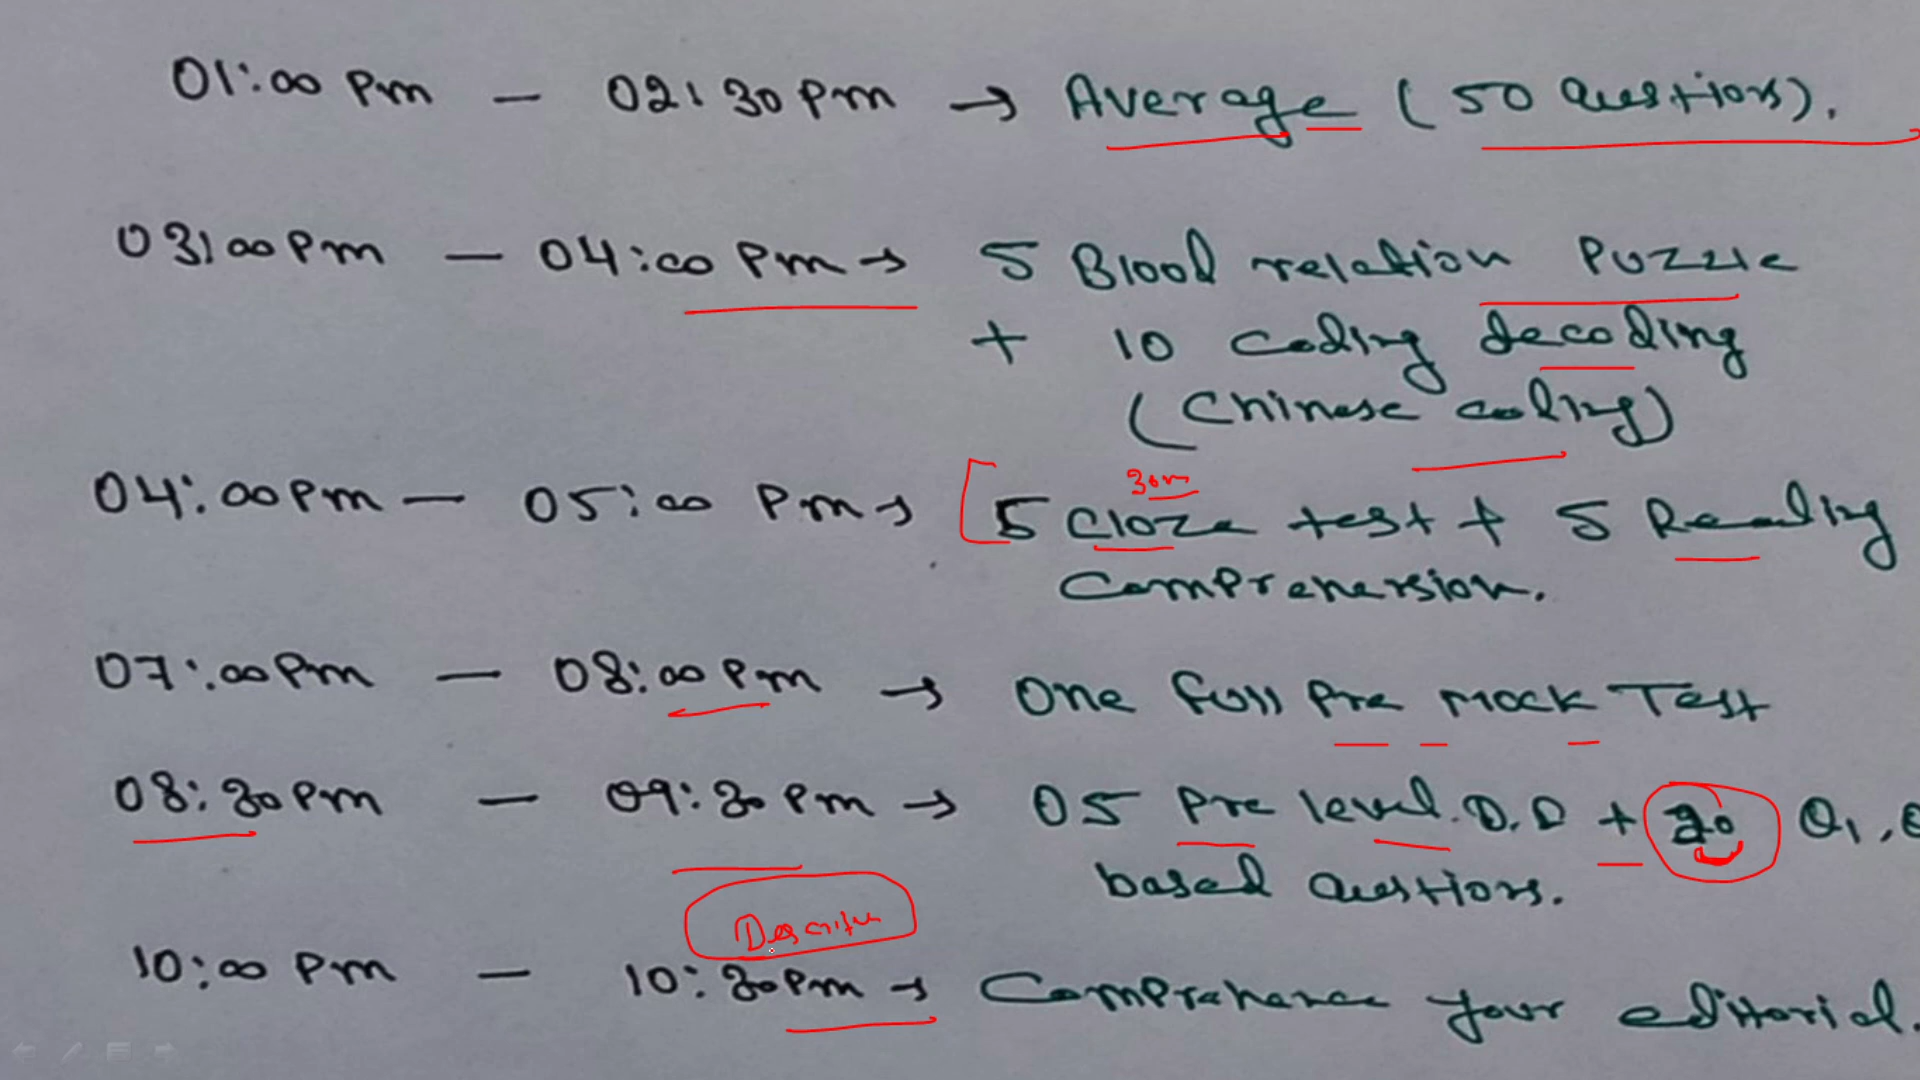 01:00 Pm - 02:30 pm → Average (50 Questions).
03:00 Pm - 04:00 Pm → 5 Blood relation Puzzle
+ 10 coding decoding
(Chinese coding)
30m
04:00 Pm - 05:00 Pm → [5 Cloze test + 5 Reading
Comprehension.
07:00 Pm - 08:00 Pm → One full Pre Mock Test
08:30 Pm - 09:30 Pm → 05 Pre level D.D +
based Questions.
10:00 Pm - 10:30 Pm → Comprehence your editorial.